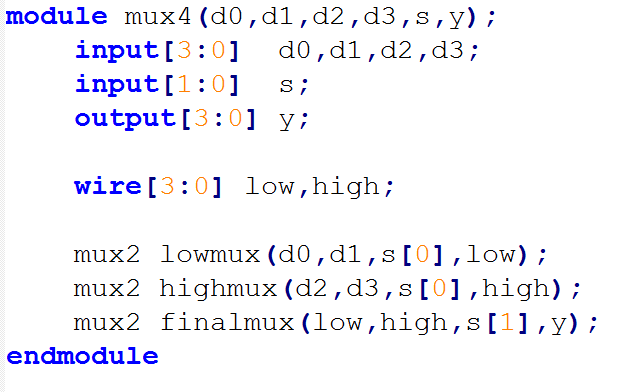 module mux4(d0,d1,d2,d3,s,y);
    input[3:0]  d0,d1,d2,d3;
    input[1:0]  s;
    output[3:0] y;

    wire[3:0] low,high;

    mux2 lowmux(d0,d1,s[0],low);
    mux2 highmux(d2,d3,s[0],high);
    mux2 finalmux(low,high,s[1],y);
endmodule